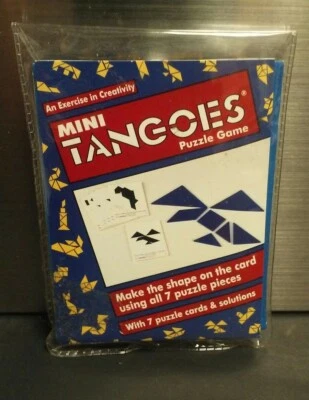 An Exercise in Creativity
MINI
TANGOES®
Puzzle Game
Make the shape on the card
using all 7 puzzle pieces
With 7 puzzle cards & solutions